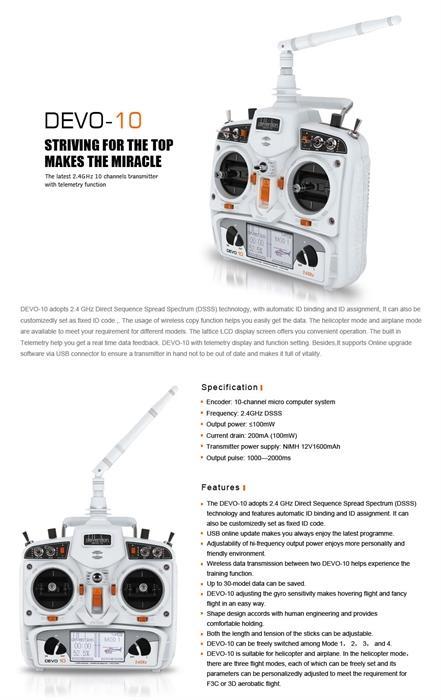 DEVO-10
STRIVING FOR THE TOP
MAKES THE MIRACLE
The latest 2.4GHz 10 channels transmitter
with telemetry function
DEVO 10
DEVO-10 adopts 2.4 GHz Direct Sequence Spread Spectrum (DSSS) technology, with automatic ID binding and ID assignment, It can also be
customizedly set as fixed ID code., The usage of wireless copy function helps you easily get the data. The helicopter mode and airplane mode
are available to meet your requirement for different models. The lattice LCD display screen offers you convenient operation. The built in
Telemetry help you get a real time data feedback. DEVO-10 with telemetry display and function setting. Besides,It supports Online upgrade
software via USB connector to ensure a transmitter in hand not to be out of date and makes it full of vitality.
Specification
Encoder: 10-channel micro computer system
Frequency: 2.4GHz DSSS
Output power: ≤100mW
Current drain: 200mA (100mW)
Transmitter power supply: NiMH 12V1600mAh
Output pulse: 1000—2000ms
Features
The DEVO-10 adopts 2.4 GHz Direct Sequence Spread Spectrum (DSSS)
technology and features automatic ID binding and ID assignment. It can
also be customizedly set as fixed ID code.
USB online update makes you always enjoy the latest programme.
Adjustability of hi-frequency output power enjoys more personality and
friendly environment.
Wireless data transmission between two DEVO-10 helps experience the
training function.
Up to 30-model data can be saved.
DEVO-10 adjusting the gyro sensitivity makes hovering flight and fancy
flight in an easy way.
Shape design accords with human engineering and provides
comfortable holding.
Both the length and tension of the sticks can be adjustable.
DEVO-10 can be freely switched among Mode 1, 2, 3, and 4.
DEVO-10 is suitable for helicopter and airplane. In the helicopter mode,
there are three flight modes, each of which can be freely set and its
parameters can be personalizedly adjusted to meet the requirement for
F3C or 3D aerobatic flight.
DEVO 10